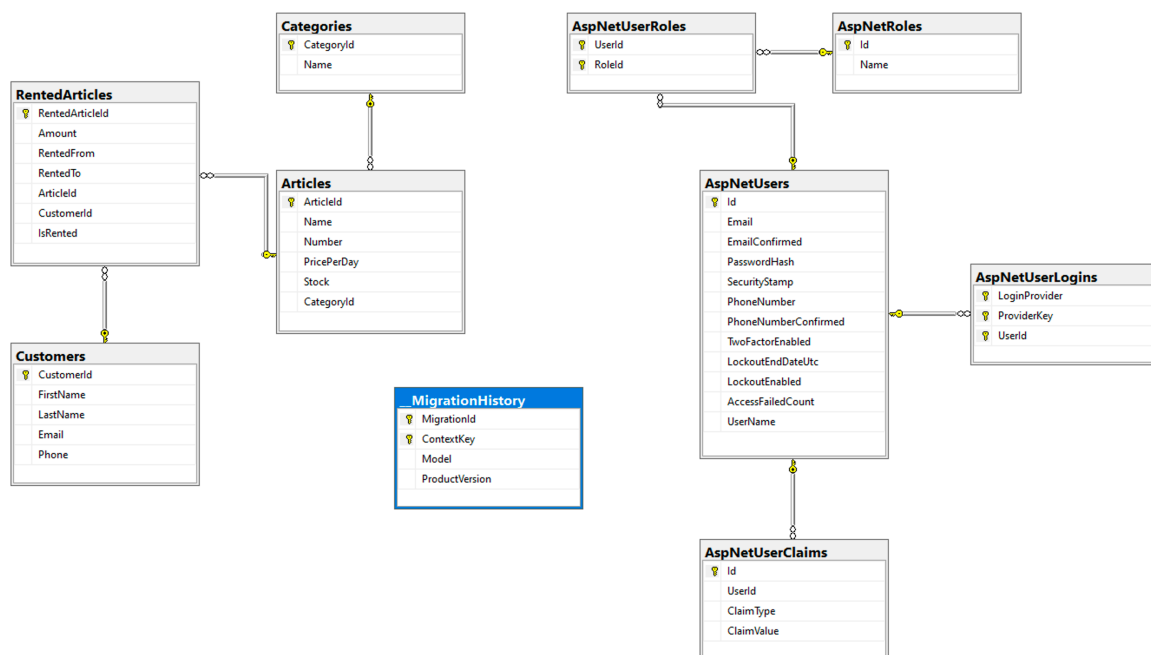 Categories
CategoryId
Name
AspNetUserRoles
UserId
RoleId
AspNetRoles
Id
Name
RentedArticles
RentedArticleId
Amount
RentedFrom
RentedTo
ArticleId
CustomerId
IsRented
Articles
ArticleId
Name
Number
PricePerDay
Stock
CategoryId
AspNetUsers
Id
Email
EmailConfirmed
PasswordHash
SecurityStamp
PhoneNumber
PhoneNumberConfirmed
TwoFactorEnabled
LockoutEndDateUtc
LockoutEnabled
AccessFailedCount
UserName
AspNetUserLogins
LoginProvider
ProviderKey
UserId
Customers
CustomerId
FirstName
LastName
Email
Phone
__MigrationHistory
MigrationId
ContextKey
Model
ProductVersion
AspNetUserClaims
Id
UserId
ClaimType
ClaimValue